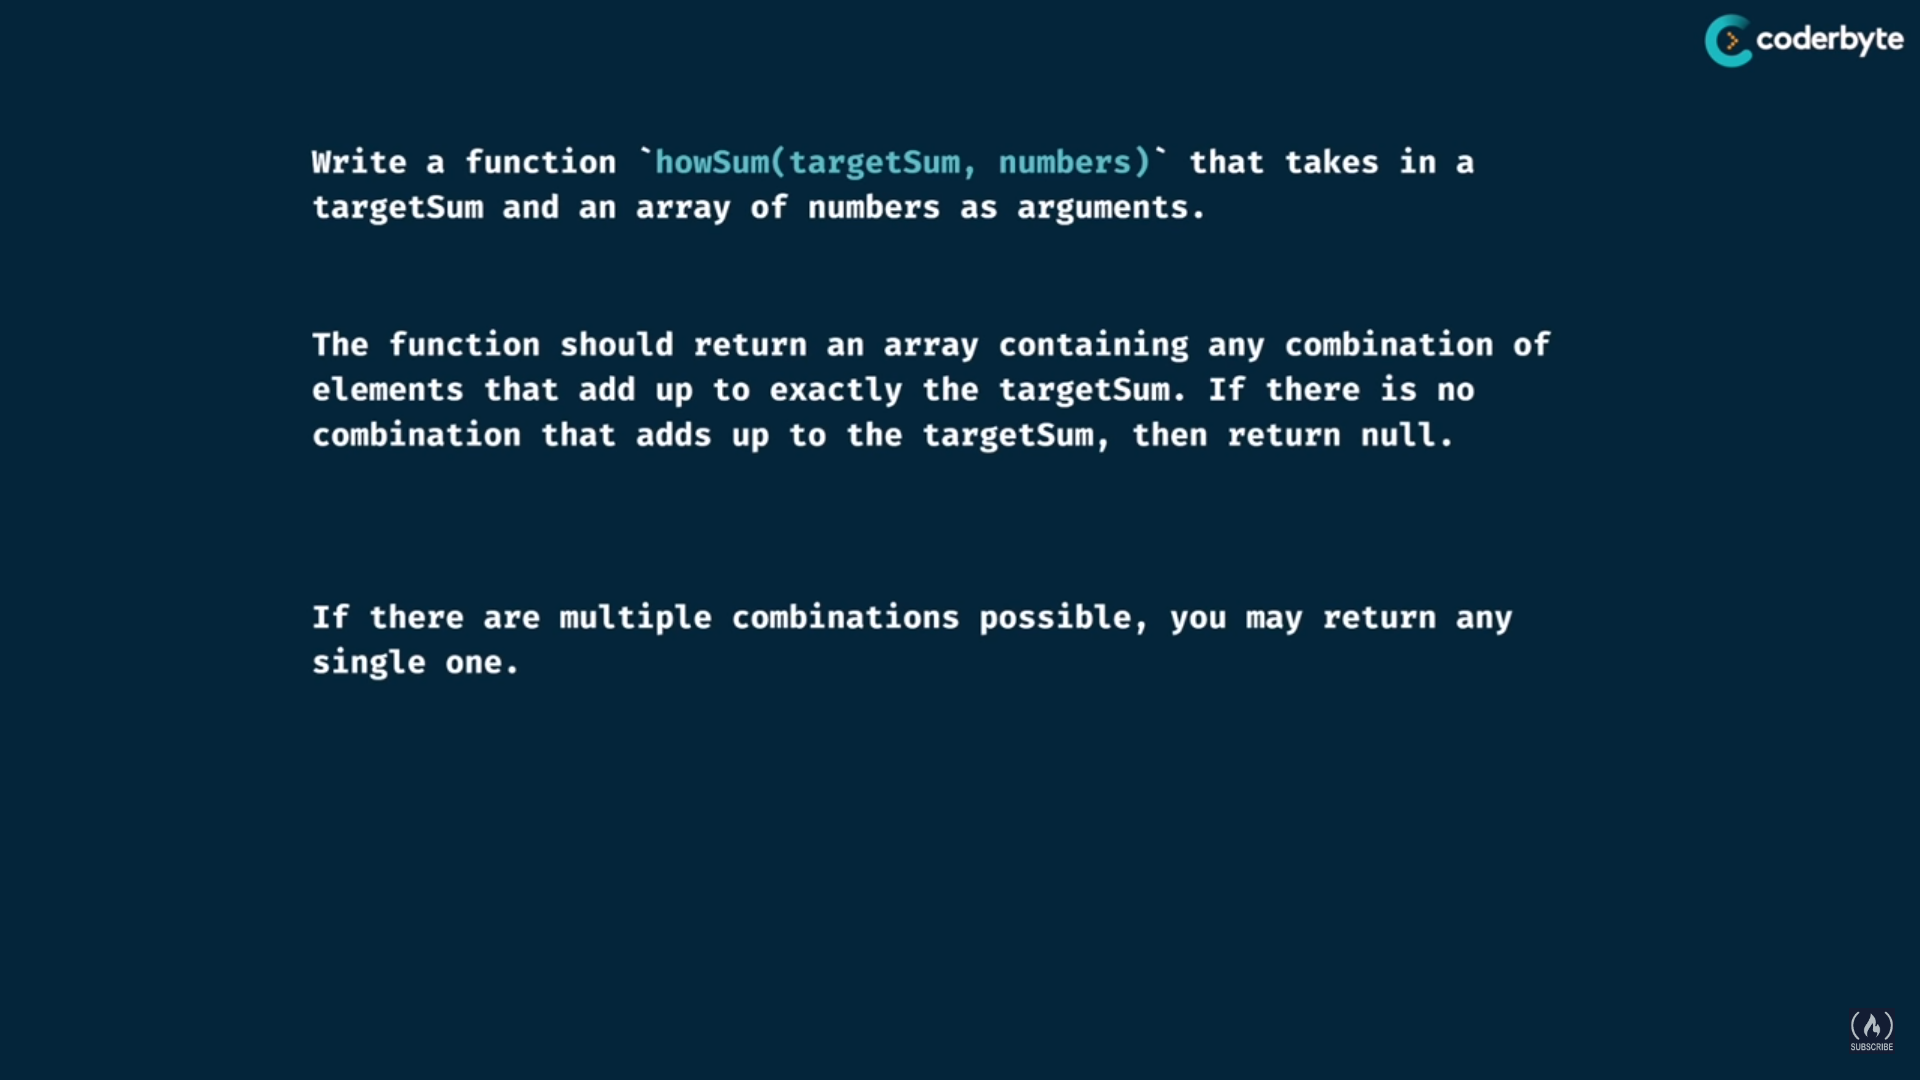 coderbyte
Write a function `howSum(targetSum, numbers)` that takes in a
targetSum and an array of numbers as arguments.
The function should return an array containing any combination of
elements that add up to exactly the targetSum. If there is no
combination that adds up to the targetSum, then return null.
If there are multiple combinations possible, you may return any
single one.
SUBSCRIBE